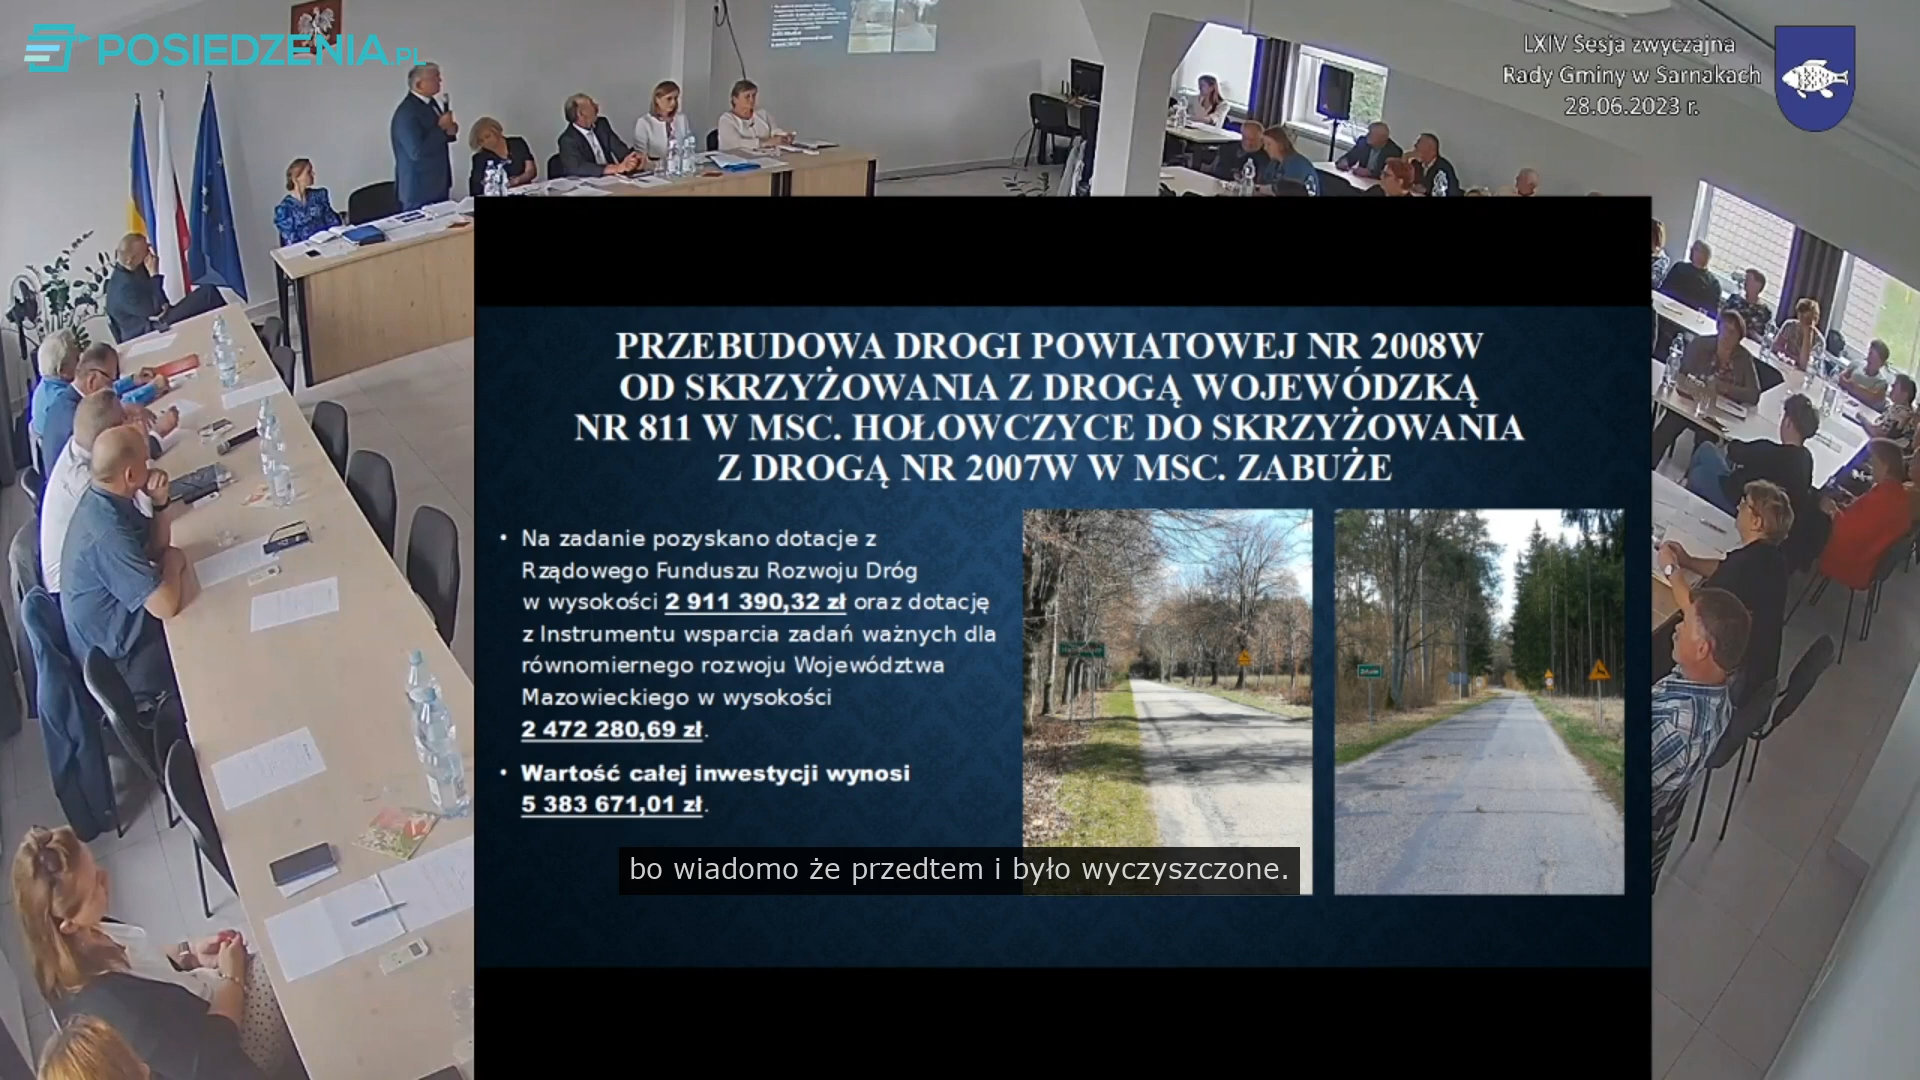 POSIEDZENIA.PL
LXIV Sesja zwyczajna
Rady Gminy w Sarnakach
28.06.2023 r.
PRZEBUDOWA DROGI POWIATOWEJ NR 2008W
OD SKRZYŻOWANIA Z DROGĄ WOJEWÓDZKĄ
NR 811 W MSC. HOŁOWCZYCE DO SKRZYŻOWANIA
Z DROGĄ NR 2007W W MSC. ZABUŻE
• Na zadanie pozyskano dotacje z
Rządowego Funduszu Rozwoju Dróg
w wysokości 2 911 390,32 zł oraz dotację
z Instrumentu wsparcia zadań ważnych dla
równomiernego rozwoju Województwa
Mazowieckiego w wysokości
2 472 280,69 zł.
• Wartość całej inwestycji wynosi
5 383 671,01 zł.
bo wiadomo że przedtem i było wyczyszczone.